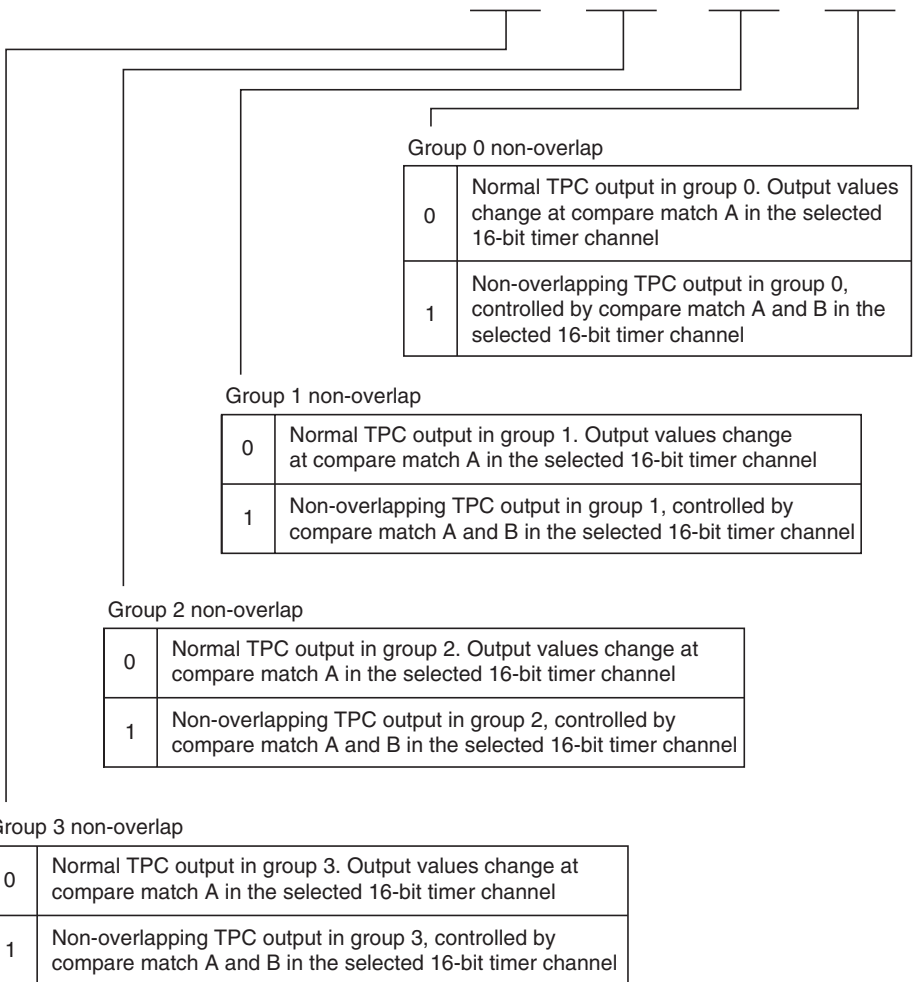 Group 0 non-overlap
0
Normal TPC output in group 0. Output values
change at compare match A in the selected
16-bit timer channel
1
Non-overlapping TPC output in group 0,
controlled by compare match A and B in the
selected 16-bit timer channel
Group 1 non-overlap
0
Normal TPC output in group 1. Output values change
at compare match A in the selected 16-bit timer channel
1
Non-overlapping TPC output in group 1, controlled by
compare match A and B in the selected 16-bit timer channel
Group 2 non-overlap
0
Normal TPC output in group 2. Output values change at
compare match A in the selected 16-bit timer channel
1
Non-overlapping TPC output in group 2, controlled by
compare match A and B in the selected 16-bit timer channel
Group 3 non-overlap
0
Normal TPC output in group 3. Output values change at
compare match A in the selected 16-bit timer channel
1
Non-overlapping TPC output in group 3, controlled by
compare match A and B in the selected 16-bit timer channel